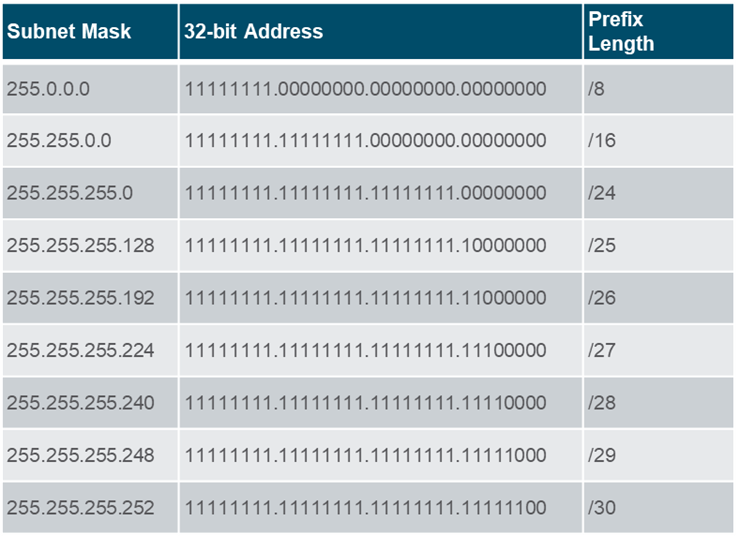 Subnet Mask 32-bit Address Prefix Length
255.0.0.0 11111111.00000000.00000000.00000000 /8
255.255.0.0 11111111.11111111.00000000.00000000 /16
255.255.255.0 11111111.11111111.11111111.00000000 /24
255.255.255.128 11111111.11111111.11111111.10000000 /25
255.255.255.192 11111111.11111111.11111111.11000000 /26
255.255.255.224 11111111.11111111.11111111.11100000 /27
255.255.255.240 11111111.11111111.11111111.11110000 /28
255.255.255.248 11111111.11111111.11111111.11111000 /29
255.255.255.252 11111111.11111111.11111111.11111100 /30